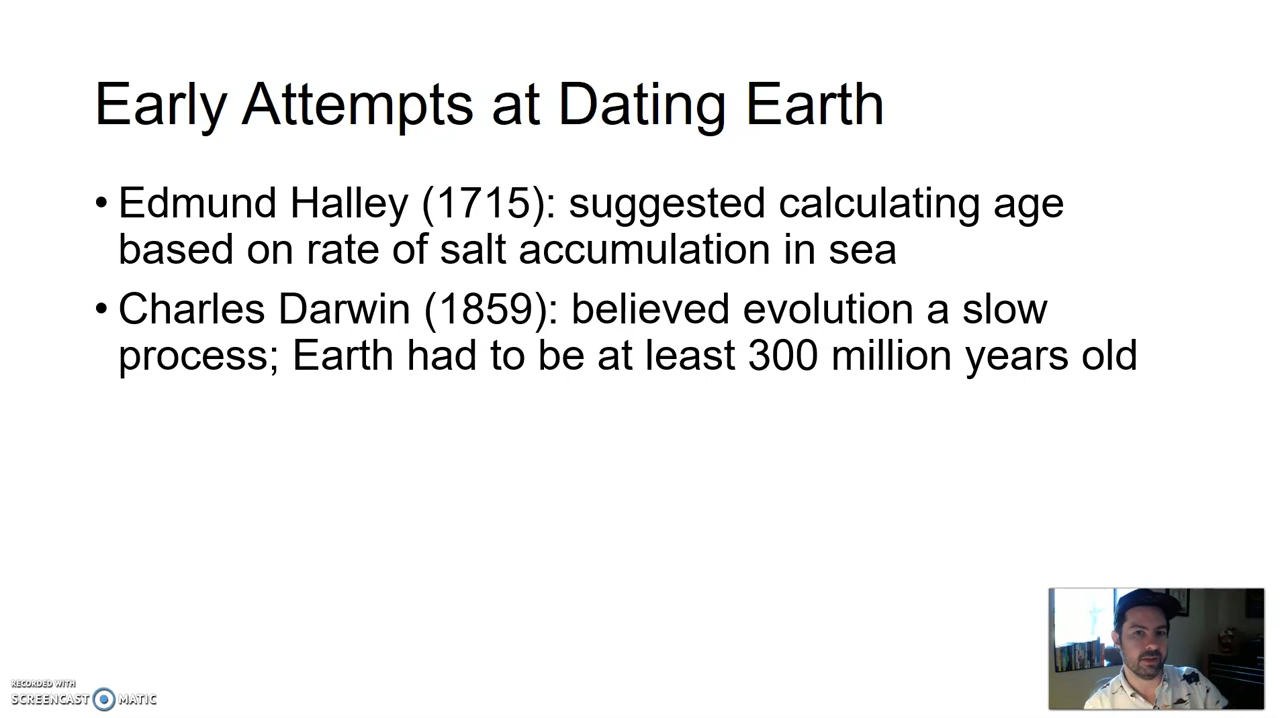 Early Attempts at Dating Earth
• Edmund Halley (1715): suggested calculating age
based on rate of salt accumulation in sea
• Charles Darwin (1859): believed evolution a slow
process; Earth had to be at least 300 million years old
RECORDED WITH
SCREENCAST MATIC